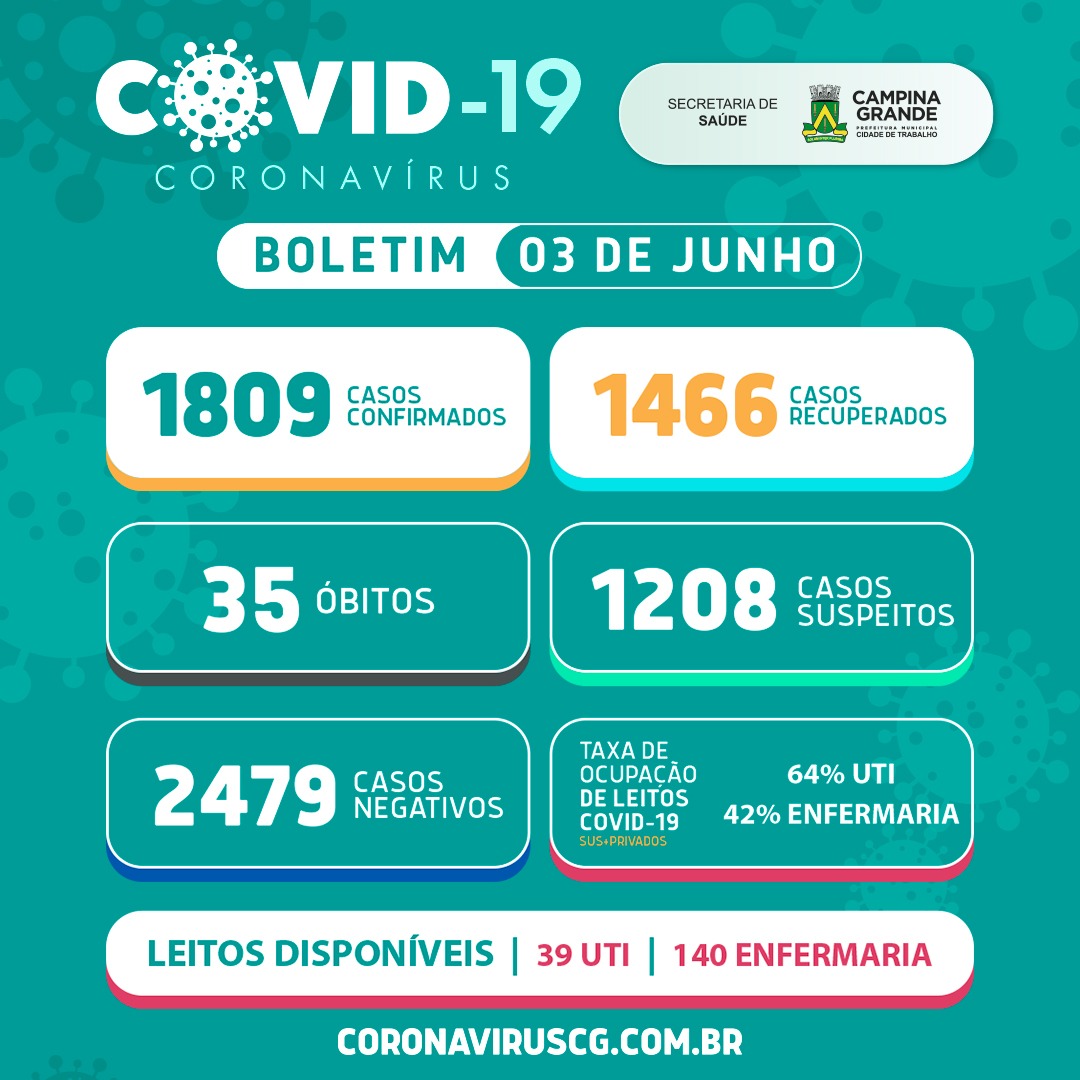 COVID-19
CORONAVÍRUS
SECRETARIA DE
SAÚDE
CAMPINA
GRANDE
PREFEITURA MUNICIPAL
CIDADE DE TRABALHO
BOLETIM 03 DE JUNHO
1809 CASOS
CONFIRMADOS
1466 CASOS
RECUPERADOS
35 ÓBITOS
1208 CASOS
SUSPEITOS
2479 CASOS
NEGATIVOS
TAXA DE
OCUPAÇÃO
DE LEITOS
COVID-19
SUS+PRIVADOS
64% UTI
42% ENFERMARIA
LEITOS DISPONÍVEIS | 39 UTI | 140 ENFERMARIA
CORONAVIRUSCG.COM.BR